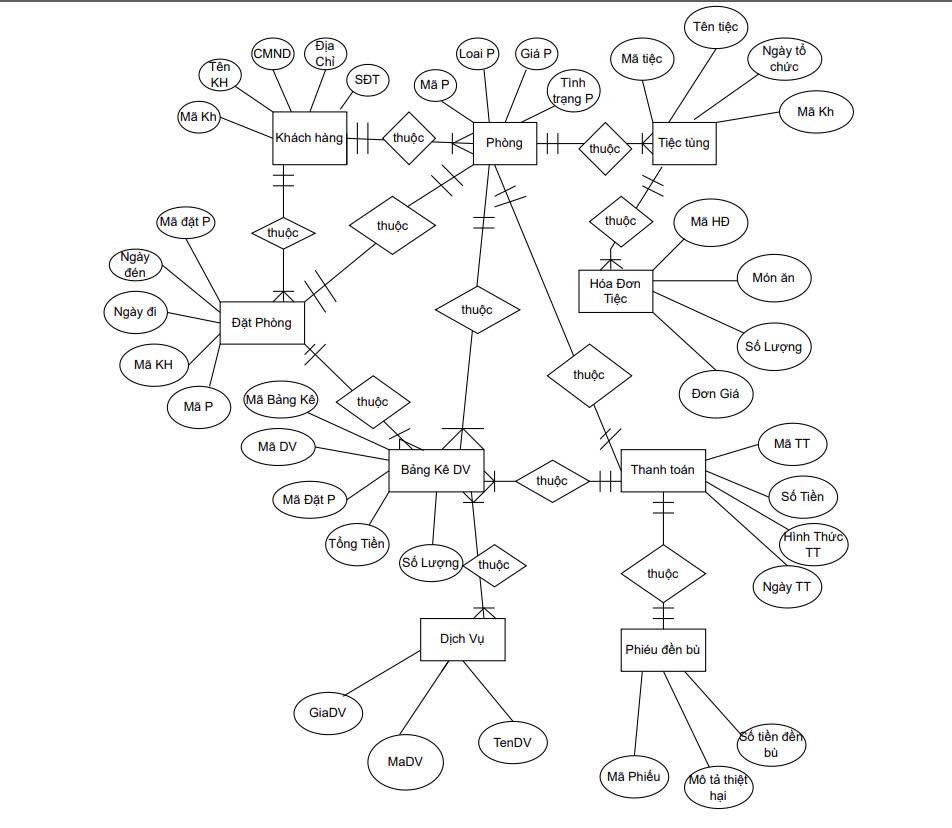 Tên tiệc
Địa
Chỉ
CMND
Loai P
Giá P
Mã tiệc
Ngày tổ
chức
Tên
KH
SĐT
Mã P
Tình
trạng P
Mã Kh
Mã Kh
Khách hàng
thuộc
Phòng
thuộc
Tiệc tùng
Mã đặt P
thuộc
thuộc
thuộc
Mã HĐ
Ngày
đén
Món ăn
Hóa Đơn
Tiệc
Ngày đi
Đặt Phòng
thuộc
Số Lượng
Mã KH
thuộc
Đơn Giá
Mã P
Mã Bảng Kê
thuộc
Mã DV
Mã TT
Bảng Kê DV
thuộc
Thanh toán
Mã Đặt P
Số Tiền
Tổng Tiền
Hình Thức
TT
Số Lượng
thuộc
thuộc
Ngày TT
Dịch Vụ
Phiéu đền bù
GiaDV
TenDV
MaDV
Số tiền đền
bù
Mã Phiếu
Mô tả thiệt
hại